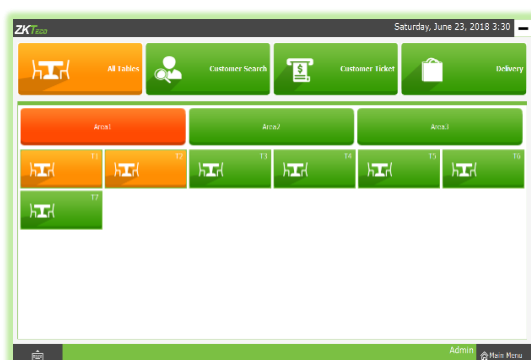 ZKTeco
Saturday, June 23, 2018 3:30
All Tables
Customer Search
Customer Ticket
Delivery
Area1
Area2
Area3
T1
T2
T3
T4
T5
T6
T7
Admin
Main Menu